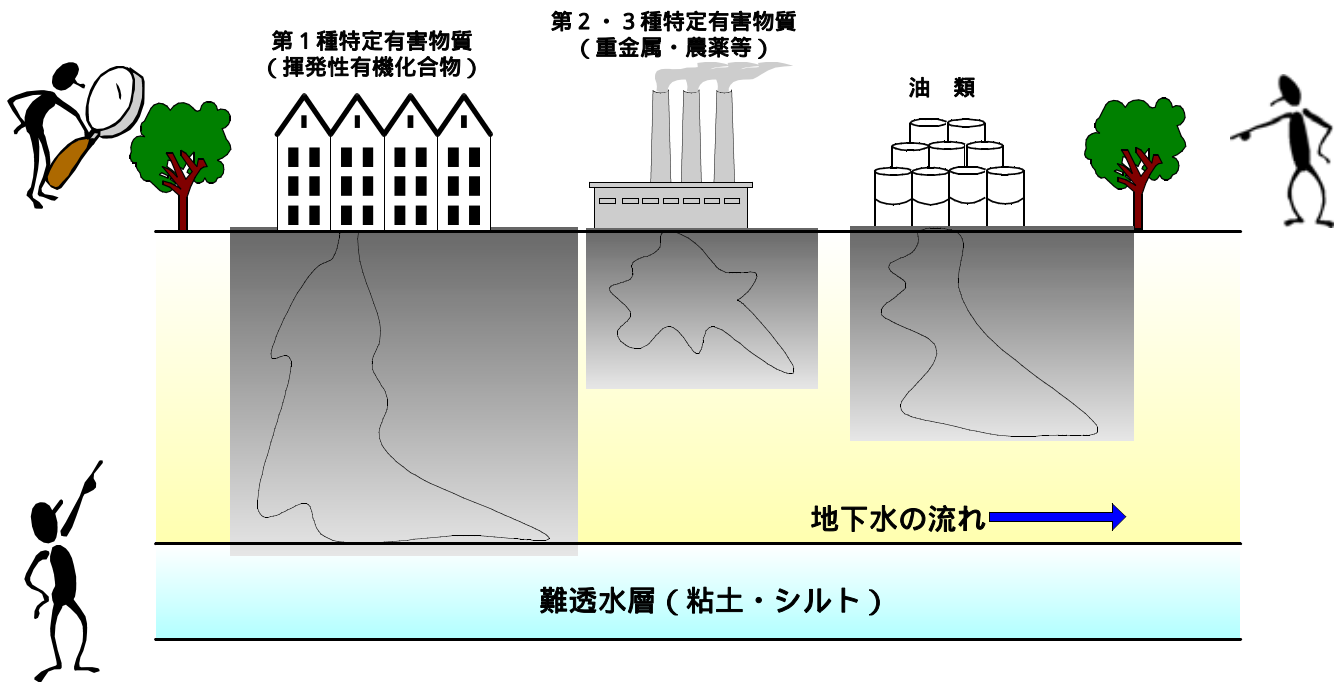 第２・３種特定有害物質
（重金属・農薬等）
第１種特定有害物質
（揮発性有機化合物）
油　類
地下水の流れ
難透水層（粘土・シルト）